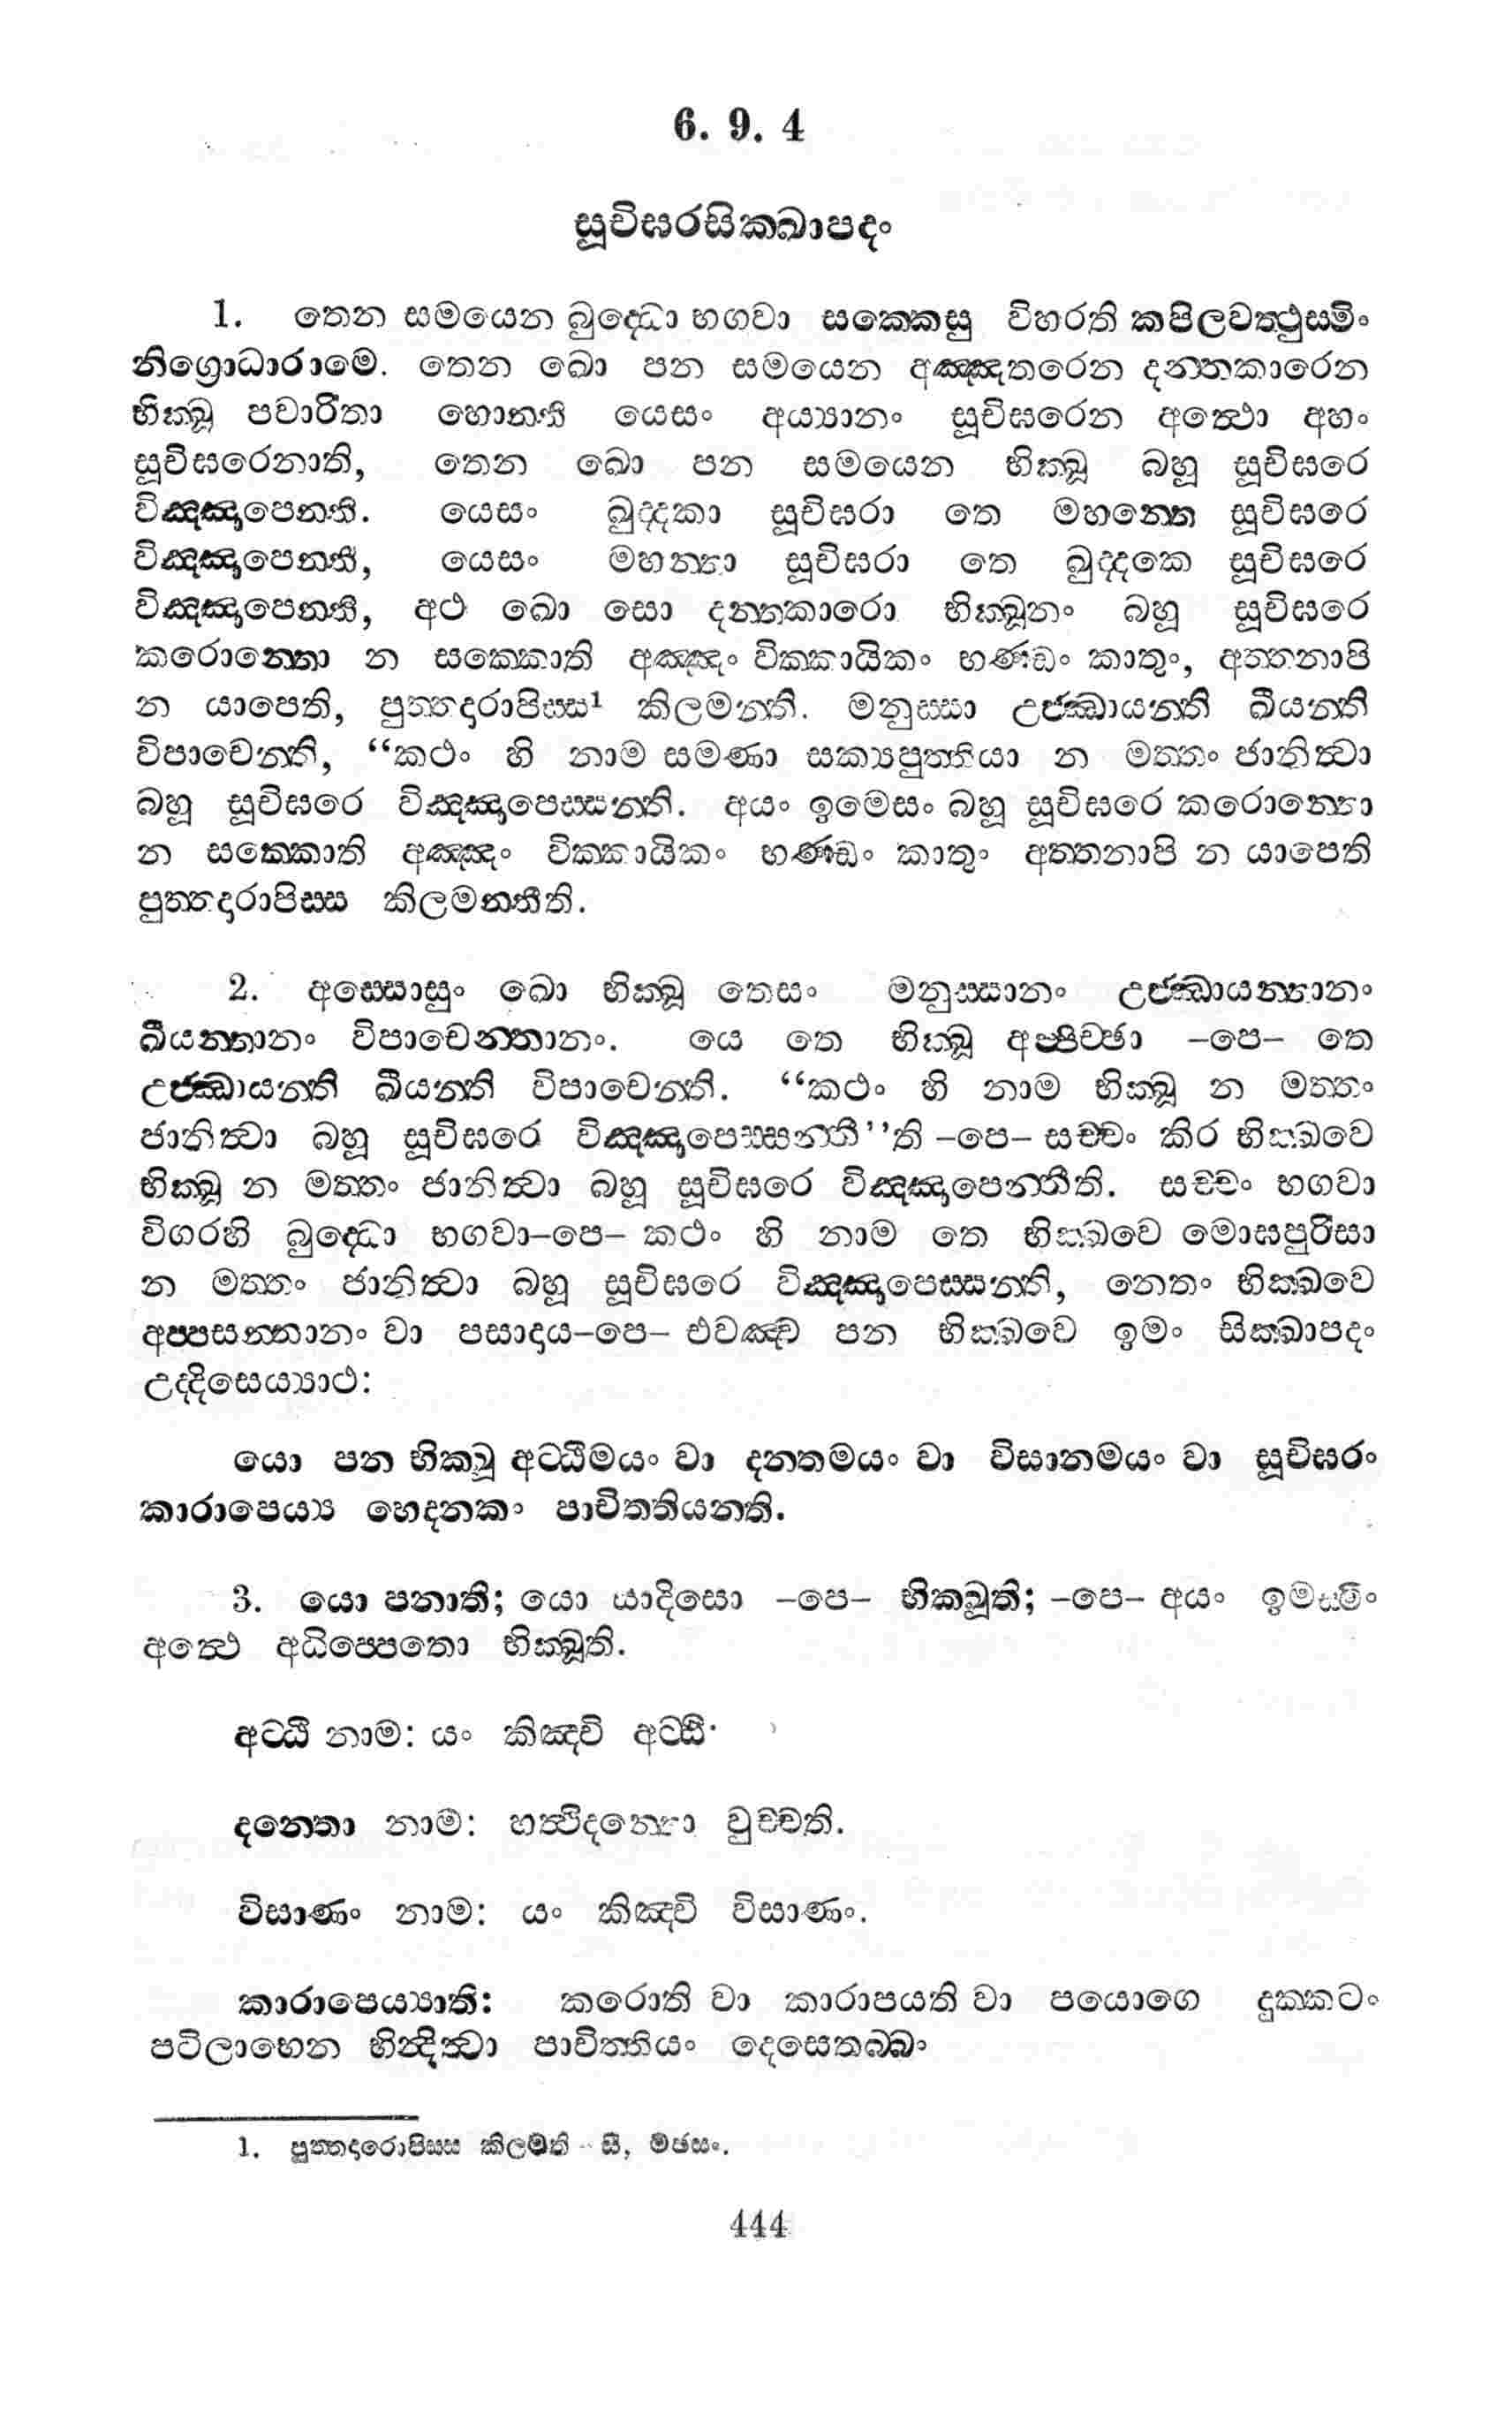 6. 9. 4
සූචිඝරසික්ඛාපදං
1. තෙන සමයෙන බුද්ධො භගවා සක්කෙසු විහරති කපිලවත්ථුස්මිං
නිග්‍රොධාරාමෙ. තෙන ඛො පන සමයෙන අඤ්ඤතරෙන දන්තකාරෙන
භික්ඛූ පවාරිතා හොන්ති යෙසං අය්‍යානං සූචිඝරෙන අත්ථො අහං
සූචිඝරෙනාති, තෙන ඛො පන සමයෙන භික්ඛූ බහූ සූචිඝරෙ
විඤ්ඤාපෙන්ති. යෙසං ඛුද්දකා සූචිඝරා තෙ මහන්තෙ සූචිඝරෙ
විඤ්ඤාපෙන්ති, යෙසං මහන්තා සූචිඝරා තෙ ඛුද්දකෙ සූචිඝරෙ
විඤ්ඤාපෙන්ති, අථ ඛො සො දන්තකාරො භික්ඛූනං බහූ සූචිඝරෙ
කරොන්තො න සක්කොති අඤ්ඤං වික්කායිකං භණ්ඩං කාතුං, අත්තනාපි
න යාපෙති, පුත්තදාරාපිස්ස¹ කිලමන්ති. මනුස්සා උජ්ඣායන්ති ඛීයන්ති
විපාචෙන්ති, “කථං හි නාම සමණා සක්‍යපුත්තියා න මත්තං ජානිත්වා
බහූ සූචිඝරෙ විඤ්ඤාපෙස්සන්ති. අයං ඉමෙසං බහූ සූචිඝරෙ කරොන්තො
න සක්කොති අඤ්ඤං වික්කායිකං භණ්ඩං කාතුං අත්තනාපි න යාපෙති
පුත්තදාරාපිස්ස කිලමන්තීති.
2. අස්සොසුං ඛො භික්ඛූ තෙසං මනුස්සානං උජ්ඣායන්තානං
ඛීයන්තානං විපාචෙන්තානං. යෙ තෙ භික්ඛූ අප්පිච්ඡා –පෙ– තෙ
උජ්ඣායන්ති ඛීයන්ති විපාචෙන්ති. “කථං හි නාම භික්ඛූ න මත්තං
ජානිත්වා බහූ සූචිඝරෙ විඤ්ඤාපෙස්සන්තී’’ති –පෙ– සච්චං කිර භික්ඛවෙ
භික්ඛූ න මත්තං ජානිත්වා බහූ සූචිඝරෙ විඤ්ඤාපෙන්තීති. සච්චං භගවා
විගරහි බුද්ධො භගවා–පෙ– කථං හි නාම තෙ භික්ඛවෙ මොඝපුරිසා
න මත්තං ජානිත්වා බහූ සූචිඝරෙ විඤ්ඤාපෙස්සන්ති, නෙතං භික්ඛවෙ
අප්පසන්නානං වා පසාදාය–පෙ– එවඤ්ච පන භික්ඛවෙ ඉමං සික්ඛාපදං
උද්දිසෙය්‍යාථ:
යො පන භික්ඛූ අට්ඨිමයං වා දන්තමයං වා විසානමයං වා සූචිඝරං
කාරාපෙය්‍ය හෙදනකං පාචිත්තියන්ති.
3. යො පනාති; යො යාදිසො –පෙ– භික්ඛූති; –පෙ– අයං ඉමස්මිං
අත්ථෙ අධිප්පෙතො භික්ඛූති.
අට්ඨි නාම: යං කිඤ්චි අට්ඨි.
දන්තො නාම: හත්ථිදන්තො වුච්චති.
විසාණං නාම: යං කිඤ්චි විසාණං.
කාරාපෙය්‍යාති: කරොති වා කාරාපයති වා පයොගෙ දුක්කටං
පටිලාභෙන භින්දිත්වා පාචිත්තියං දෙසෙතබ්බං
1. පුත්තදාරොපිස්ස කිලමති - සී, ම්ඡසං.
444